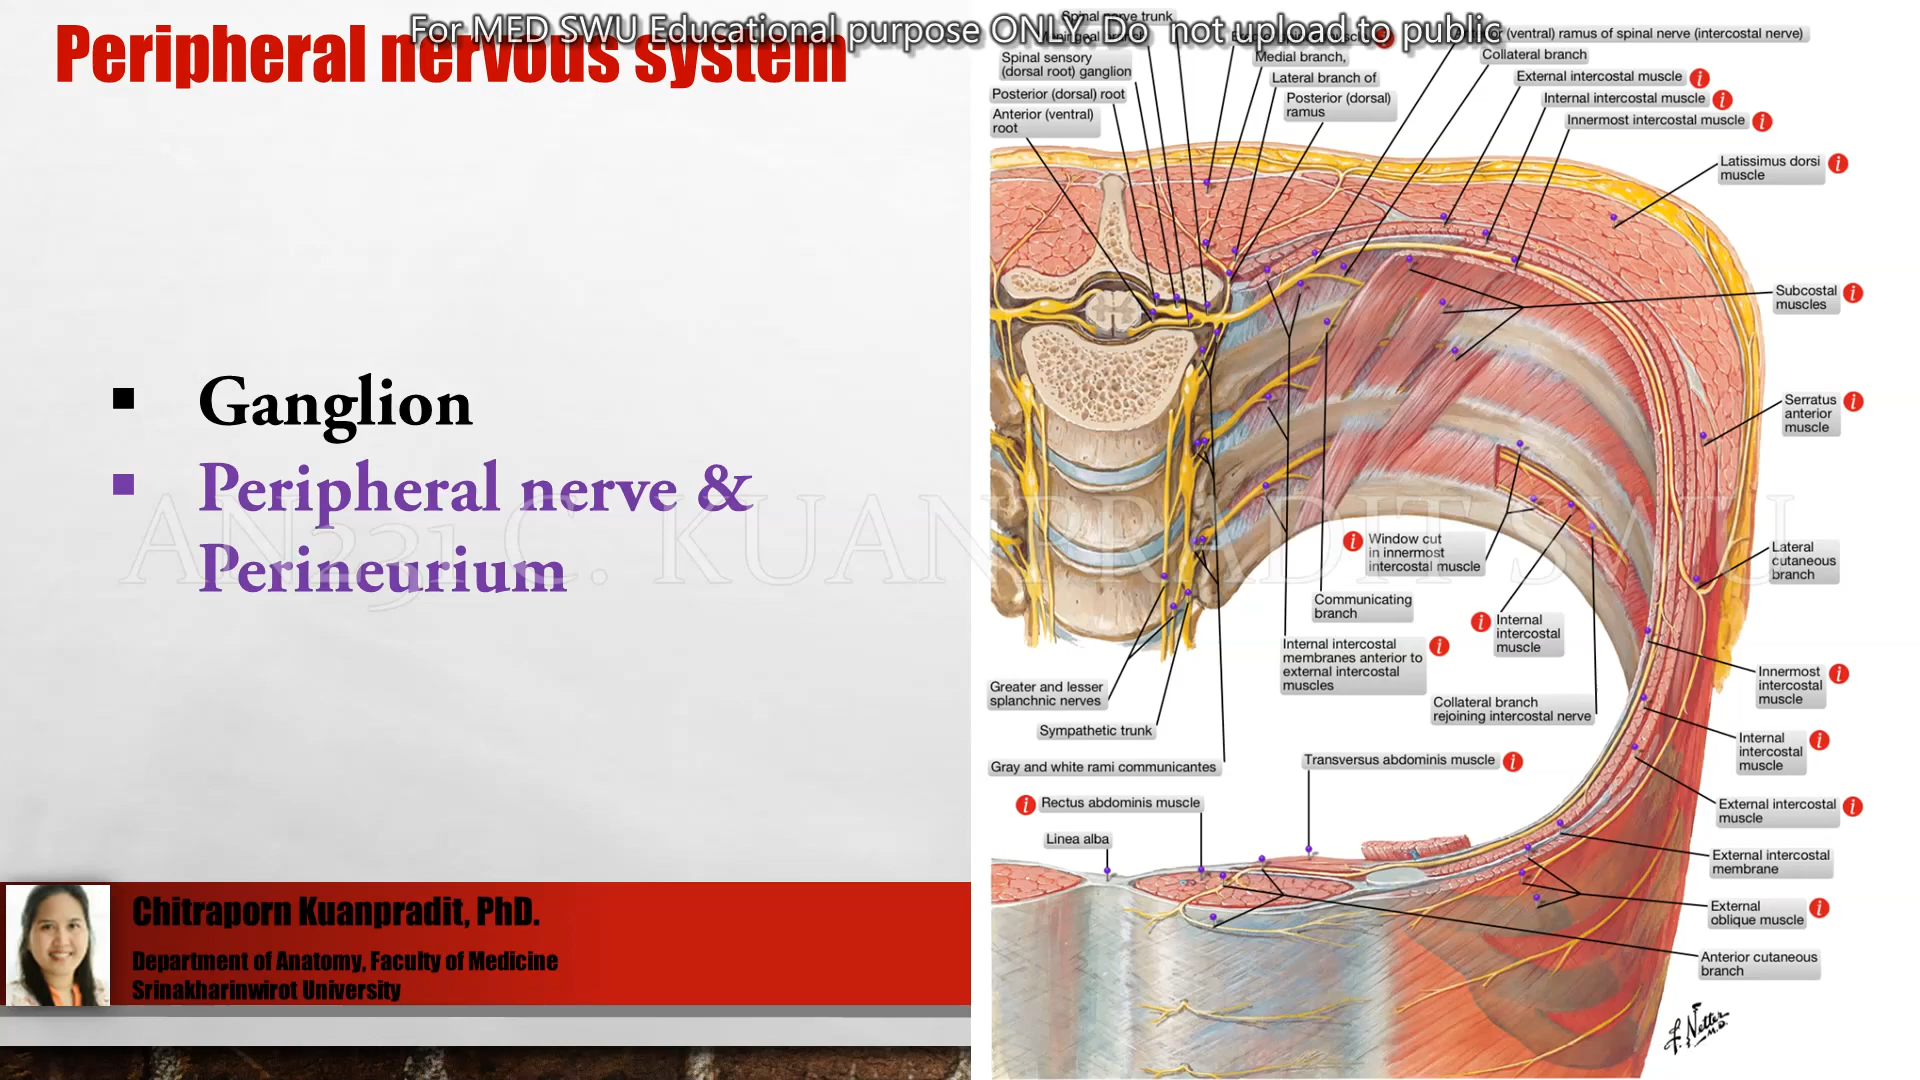 For MED SWU Educational purpose ONLY. Do not upload to public
Peripheral nervous system
Ganglion
Peripheral nerve &
Perineurium
AN231 C. KUANPRADIT SWU
Chitraporn Kuanpradit, PhD.
Department of Anatomy, Faculty of Medicine
Srinakharinwirot University
Spinal nerve trunk
Spinal sensory
(dorsal root) ganglion
Posterior (dorsal) root
Anterior (ventral)
root
Medial branch,
Lateral branch of
Posterior (dorsal)
ramus
(ventral) ramus of spinal nerve (intercostal nerve)
Collateral branch
External intercostal muscle
Internal intercostal muscle
Innermost intercostal muscle
Latissimus dorsi
muscle
Subcostal
muscles
Serratus
anterior
muscle
Lateral
cutaneous
branch
Window cut
in innermost
intercostal muscle
Communicating
branch
Internal
intercostal
muscle
Internal intercostal
membranes anterior to
external intercostal
muscles
Collateral branch
rejoining intercostal nerve
Greater and lesser
splanchnic nerves
Sympathetic trunk
Gray and white rami communicantes
Innermost
intercostal
muscle
Internal
intercostal
muscle
External intercostal
muscle
External intercostal
membrane
External
oblique muscle
Anterior cutaneous
branch
Transversus abdominis muscle
Rectus abdominis muscle
Linea alba
F. Netter
M.D.